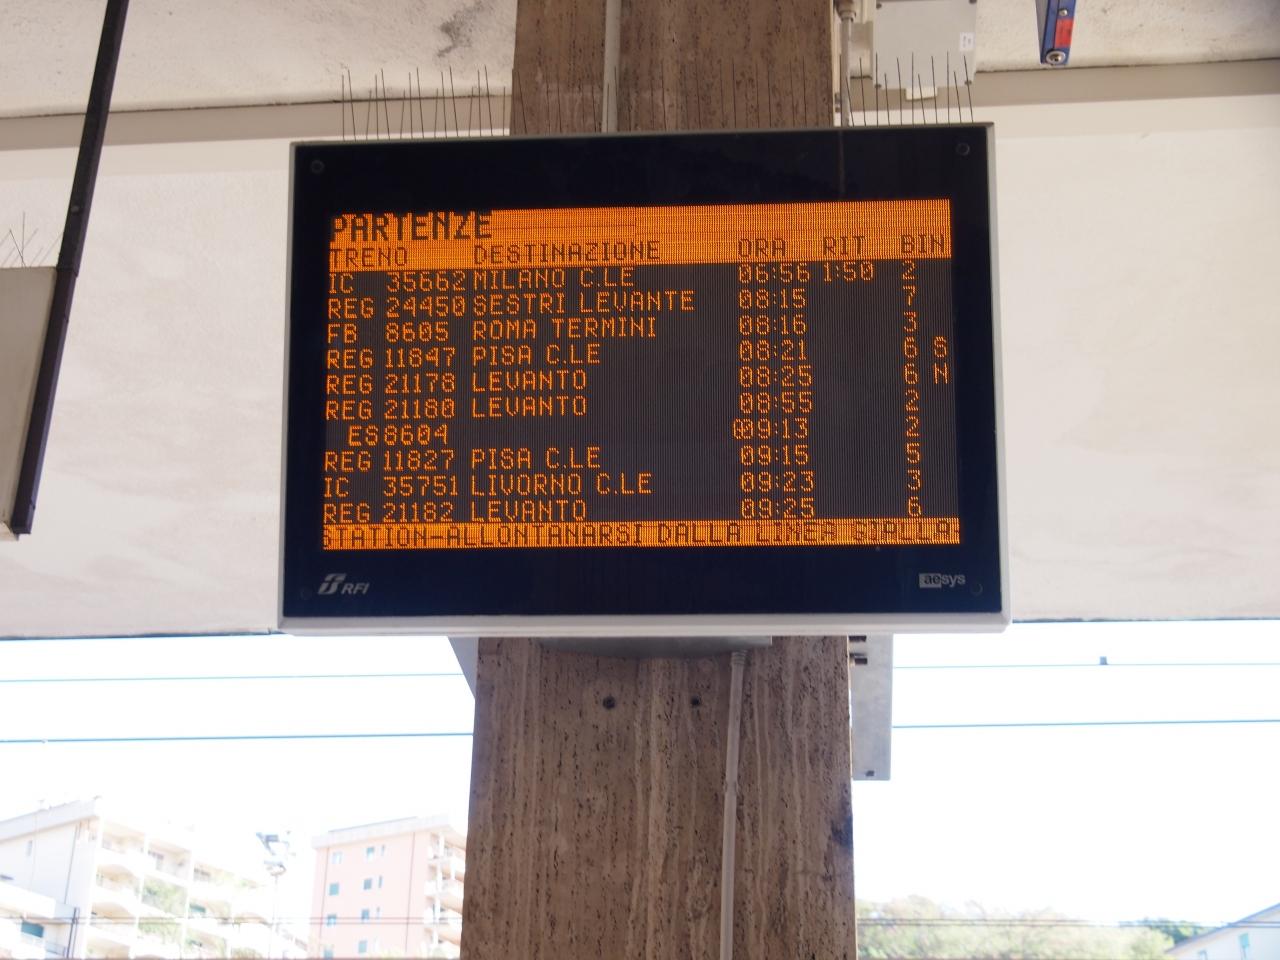 PARTENZE
TRENO DESTINAZIONE ORA RIT BIN
IC 35662 MILANO C.LE 06:56 1:50 2
REG 24450 SESTRI LEVANTE 08:15 7
FB 8605 ROMA TERMINI 08:16 3
REG 11847 PISA C.LE 08:21 6 S
REG 21178 LEVANTO 08:25 6 N
REG 21180 LEVANTO 08:55 2
ES8604 09:13 2
REG 11827 PISA C.LE 09:15 5
IC 35751 LIVORNO C.LE 09:23 3
REG 21182 LEVANTO 09:25 6
STATION-ALLONTANARSI DALLA LINEA GIALLA
RFI
aesys